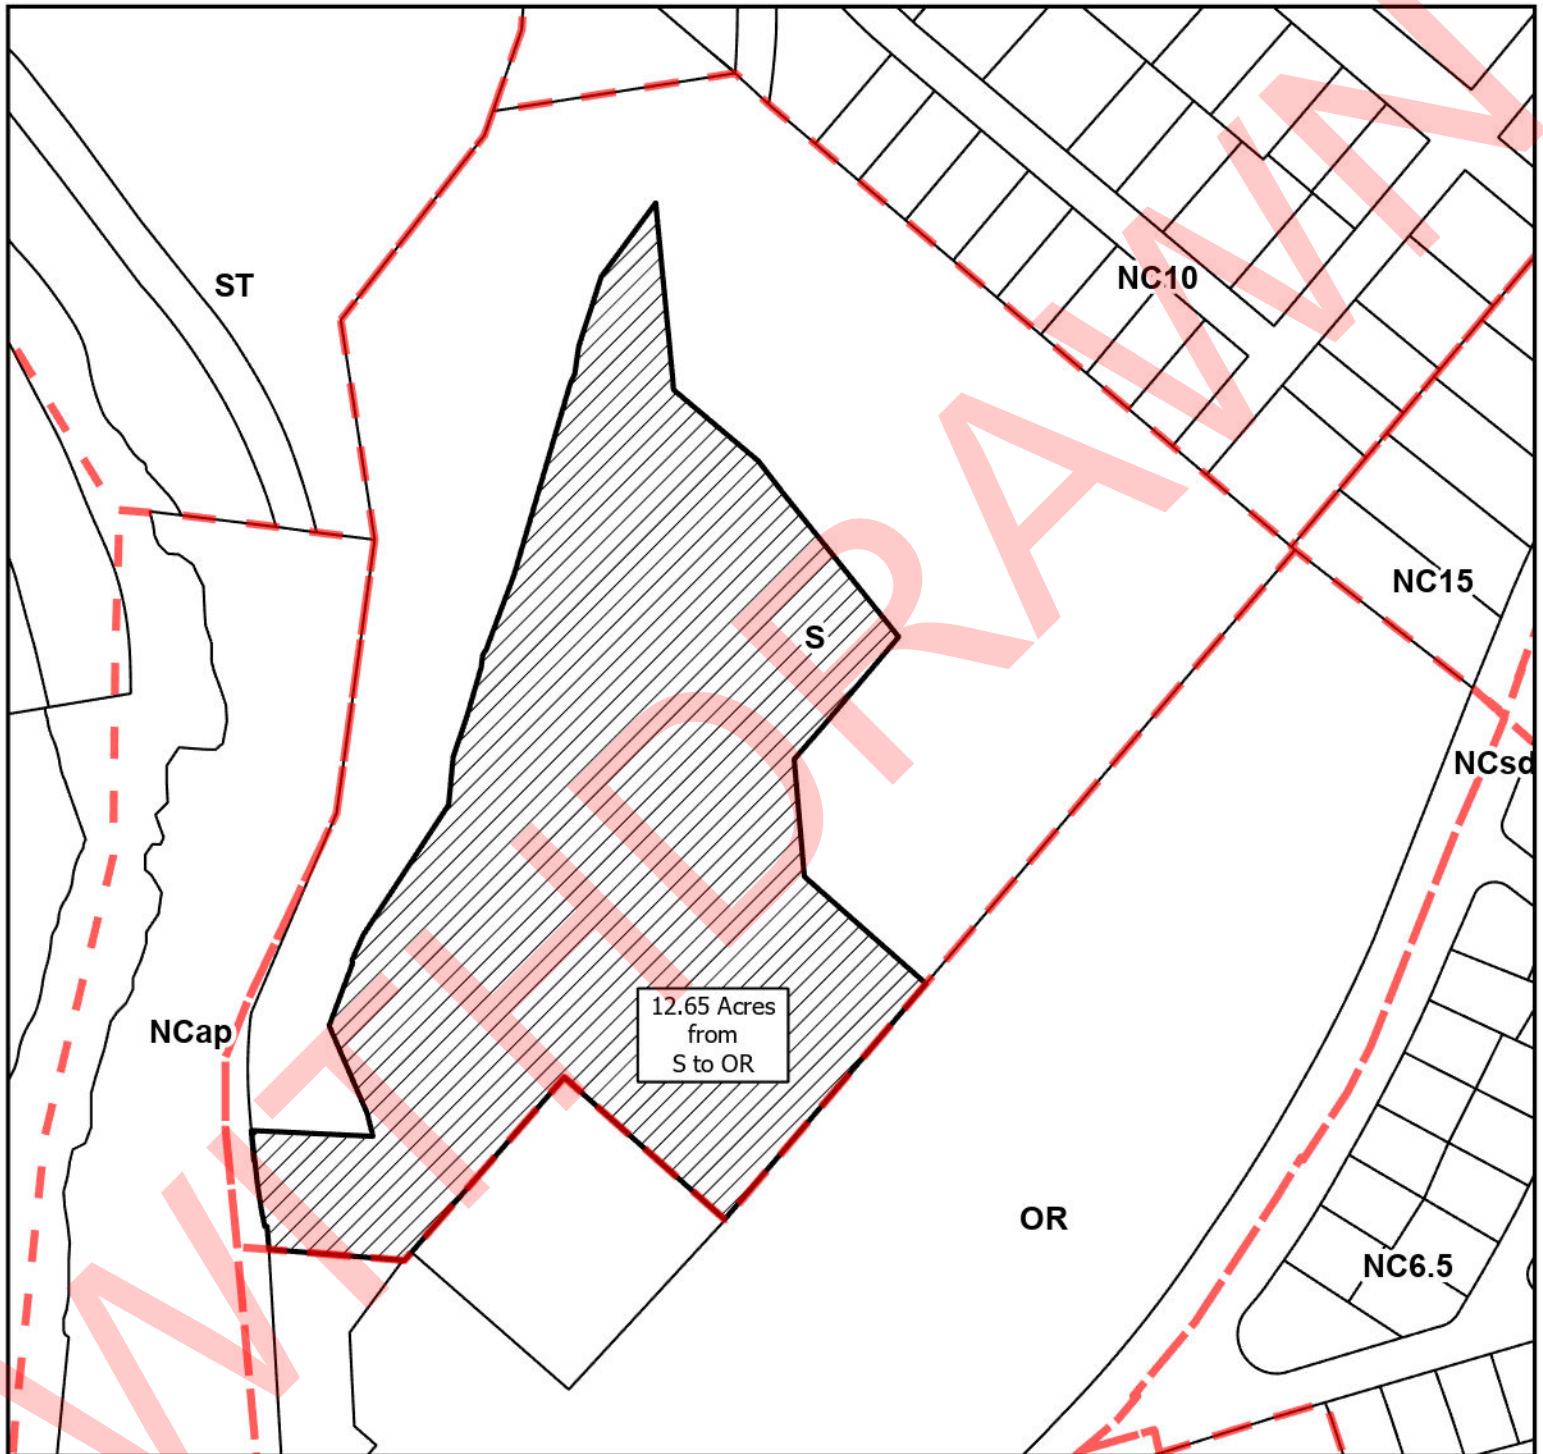 ST
NC10
NC15
S
NCsd
12.65 Acres
from
S to OR
NCap
OR
NC6.5
WITHDRAWN